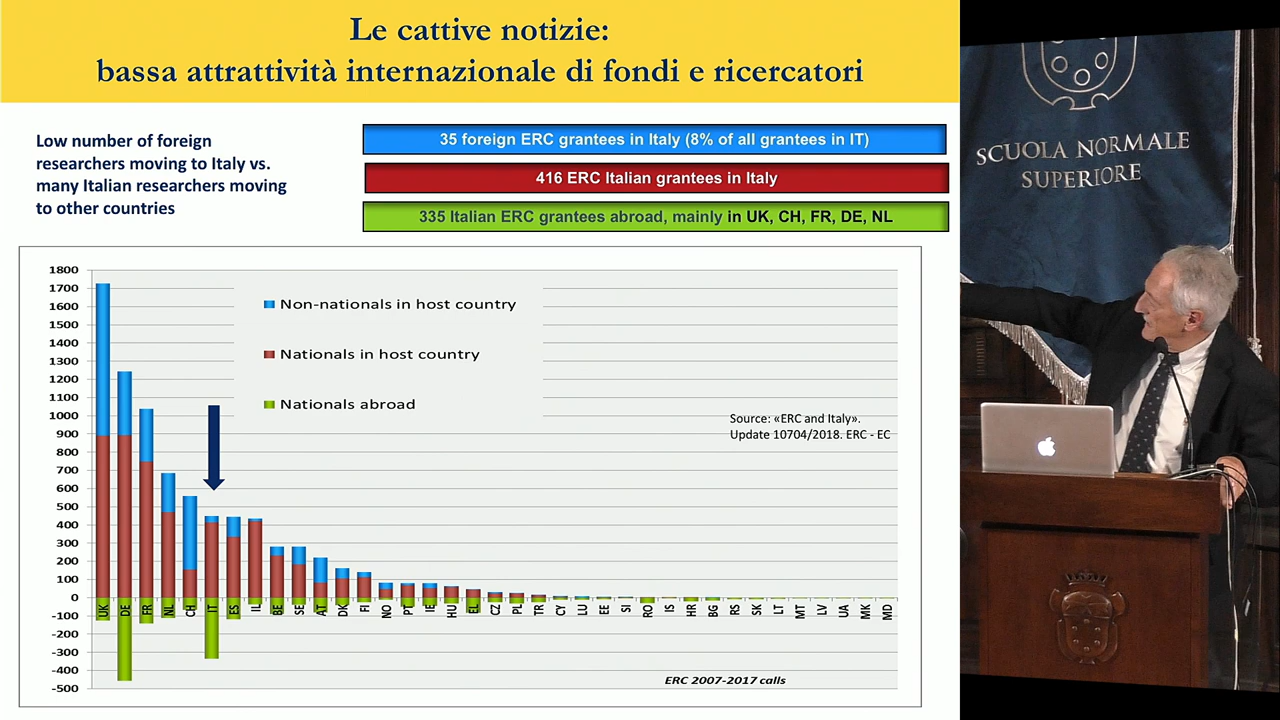 Le cattive notizie:
bassa attrattività internazionale di fondi e ricercatori
Low number of foreign
researchers moving to Italy vs.
many Italian researchers moving
to other countries
35 foreign ERC grantees in Italy (8% of all grantees in IT)
416 ERC Italian grantees in Italy
335 Italian ERC grantees abroad, mainly in UK, CH, FR, DE, NL
1800
1700
1600
1500
1400
1300
1200
1100
1000
900
800
700
600
500
400
300
200
100
0
-100
-200
-300
-400
-500
Non-nationals in host country
Nationals in host country
Nationals abroad
Source: «ERC and Italy».
Update 10704/2018. ERC - EC
UK DE FR NL CH IT ES IL BE SE AT DK FI NO PT IE HU EL CZ PL TR CY LU EE SI RO IS HR BG RS SK LT MT LV UA MK MD
ERC 2007-2017 calls
SCUOLA NORMALE
SUPERIORE